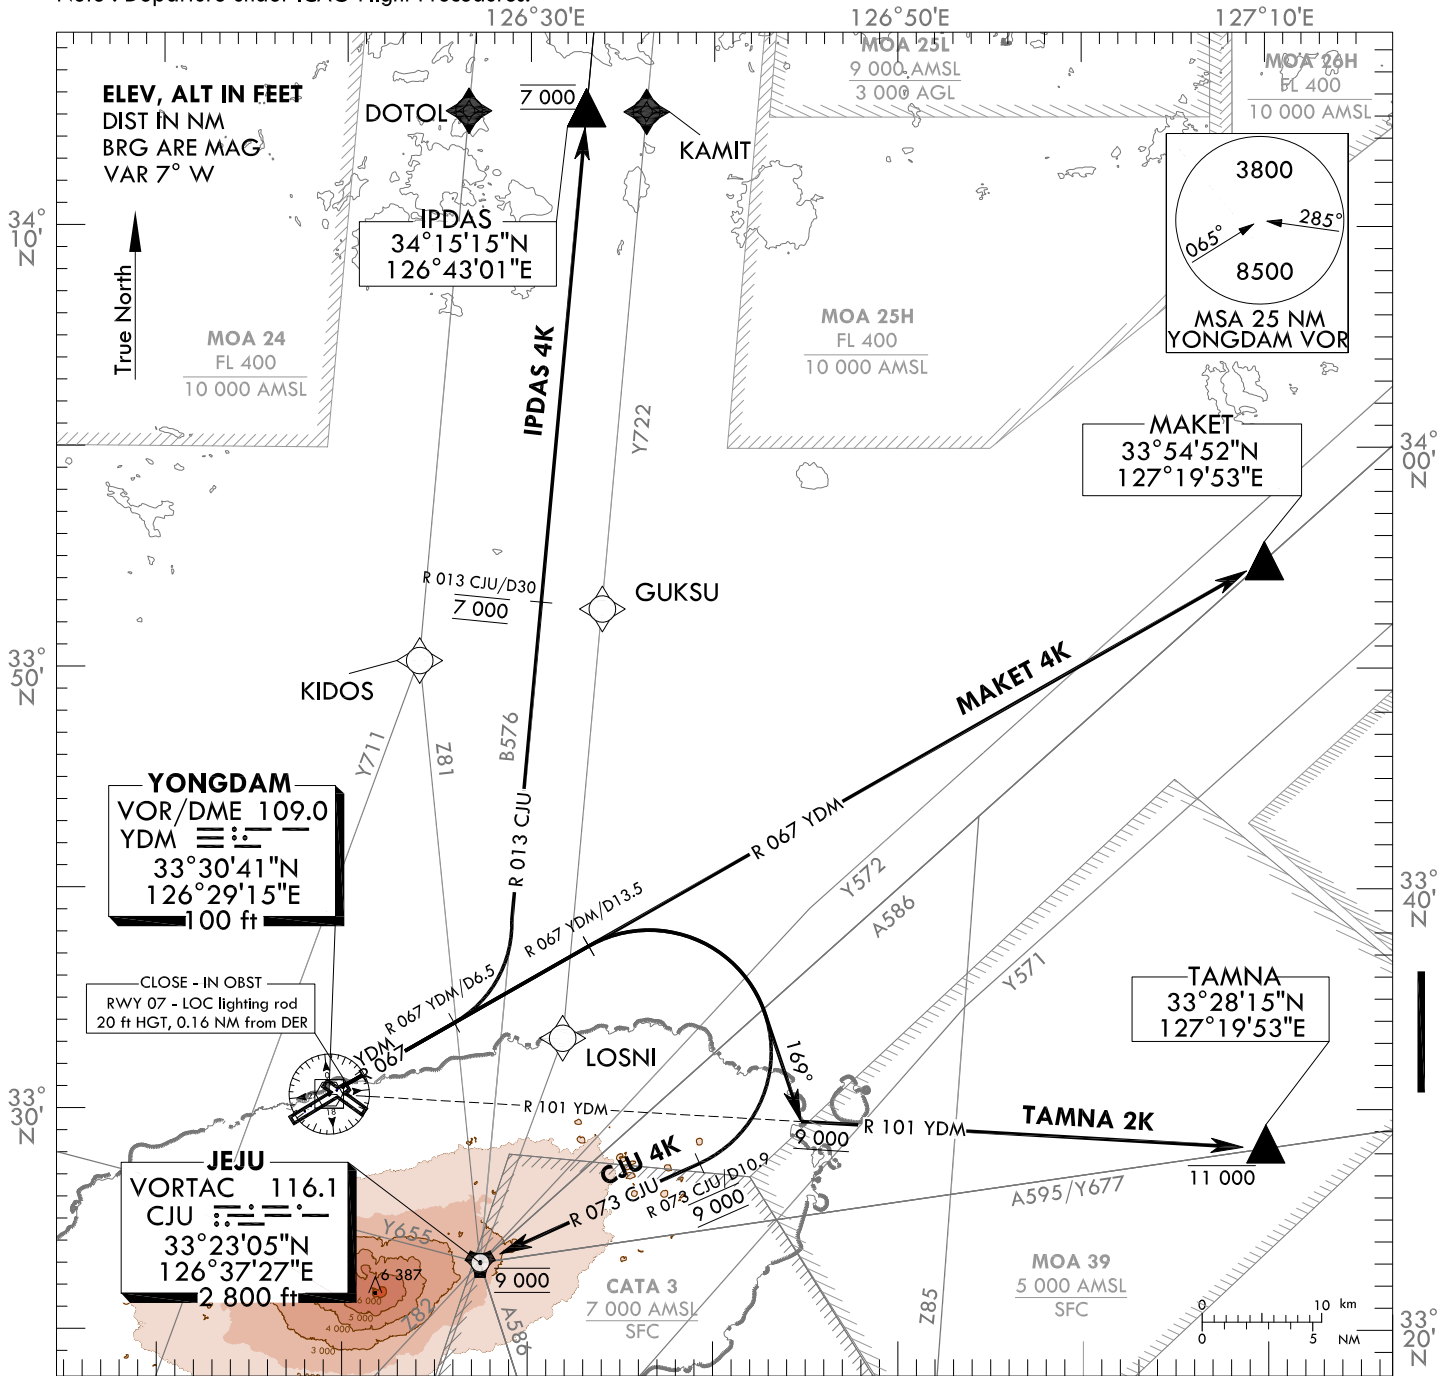 126°30'E
126°50'E
127°10'E
ELEV, ALT IN FEET
DIST IN NM
BRG ARE MAG
VAR 7° W
True North
DOTOL
7 000
KAMIT
MOA 25L
9 000 AMSL
3 000 AGL
MOA 26H
FL 400
10 000 AMSL
3800
065°
285°
8500
MSA 25 NM
YONGDAM VOR
34°
10'
N
IPDAS
34°15'15"N
126°43'01"E
MOA 24
FL 400
10 000 AMSL
IPDAS 4K
Y722
MOA 25H
FL 400
10 000 AMSL
MAKET
33°54'52"N
127°19'53"E
34°
00'
N
R 013 CJU/D30
7 000
GUKSU
33°
50'
N
KIDOS
MAKET 4K
Y711
Z81
B576
R 013 CJU
YONGDAM
VOR/DME 109.0
YDM
33°30'41"N
126°29'15"E
100 ft
R 067 YDM
Y572
A586
33°
40'
N
R 067 YDM/D13.5
R 067 YDM/D6.5
Y571
CLOSE - IN OBST
RWY 07 - LOC lighting rod
20 ft HGT, 0.16 NM from DER
TAMNA
33°28'15"N
127°19'53"E
YDM
R 067
LOSNI
169°
33°
30'
N
0
18
R 101 YDM
9 000
R 101 YDM
TAMNA 2K
11 000
JEJU
VORTAC 116.1
CJU
33°23'05"N
126°37'27"E
2 800 ft
CJU 4K
R 073 CJU
R 073 CJU/D10.9
9 000
A595/Y677
Y655
6 387
9 000
5 000
4 000
3 000
Z82
A586
CATA 3
7 000 AMSL
SFC
Z85
MOA 39
5 000 AMSL
SFC
0 10 km
0 5 NM
33°
20'
N